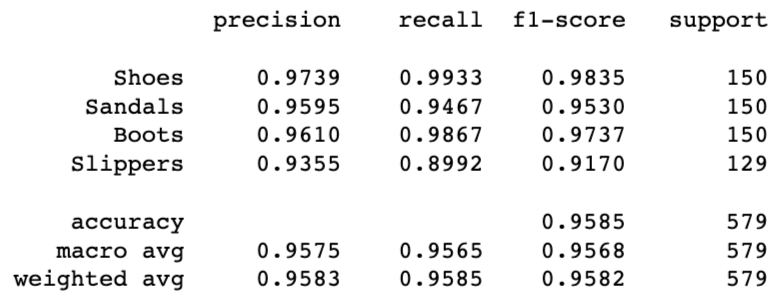 precision recall f1-score support
Shoes 0.9739 0.9933 0.9835 150
Sandals 0.9595 0.9467 0.9530 150
Boots 0.9610 0.9867 0.9737 150
Slippers 0.9355 0.8992 0.9170 129
accuracy 0.9585 579
macro avg 0.9575 0.9565 0.9568 579
weighted avg 0.9583 0.9585 0.9582 579